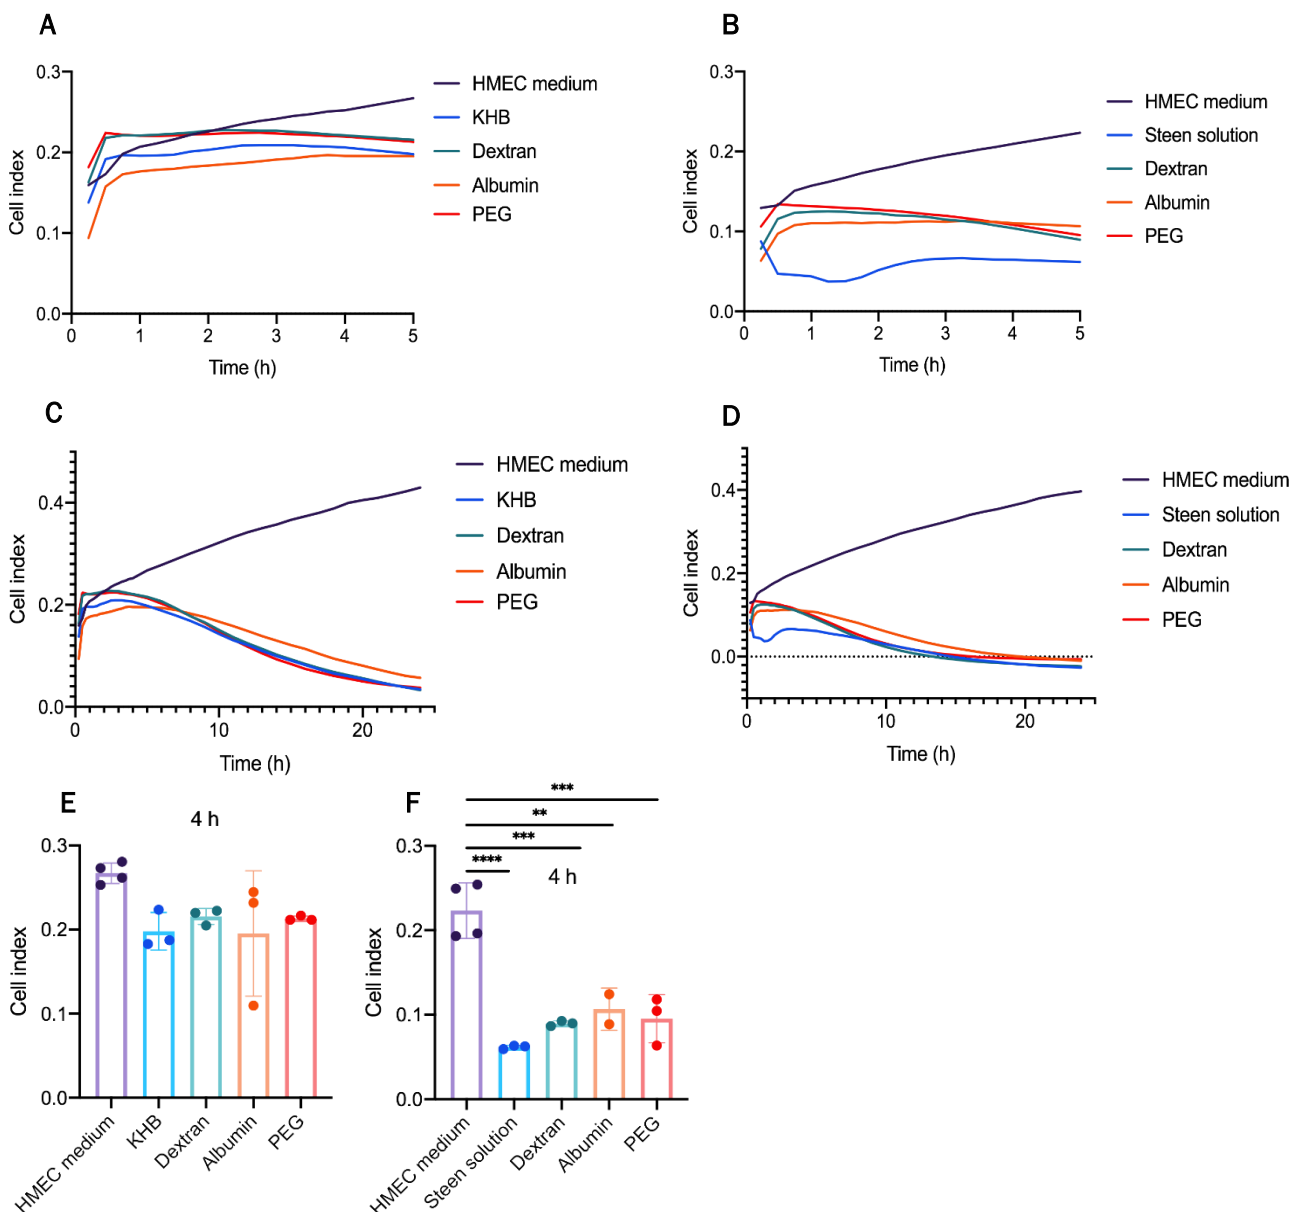 A
Cell index
0.3
0.2
0.1
0.0
0
1
2
3
4
5
Time (h)
HMEC medium
KHB
Dextran
Albumin
PEG
B
Cell index
0.3
0.2
0.1
0.0
0
1
2
3
4
5
Time (h)
HMEC medium
Steen solution
Dextran
Albumin
PEG
C
Cell index
0.4
0.2
0.0
0
10
20
Time (h)
HMEC medium
KHB
Dextran
Albumin
PEG
D
Cell index
0.4
0.2
0.0
0
10
20
Time (h)
HMEC medium
Steen solution
Dextran
Albumin
PEG
E
4 h
Cell index
0.3
0.2
0.1
0.0
HMEC medium
KHB
Dextran
Albumin
PEG
F
***
**
***
****
4 h
Cell index
0.3
0.2
0.1
0.0
HMEC medium
Steen solution
Dextran
Albumin
PEG